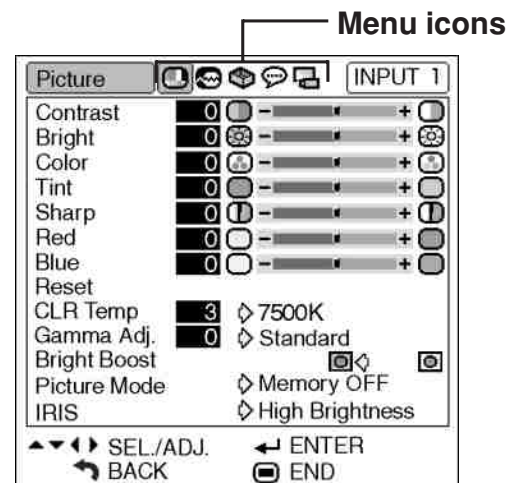 Menu icons
Picture INPUT 1
Contrast 0 - +
Bright 0 - +
Color 0 - +
Tint 0 - +
Sharp 0 - +
Red 0 - +
Blue 0 - +
Reset
CLR Temp 3 7500K
Gamma Adj. 0 Standard
Bright Boost
Picture Mode Memory OFF
IRIS High Brightness
SEL./ADJ. ENTER
BACK END